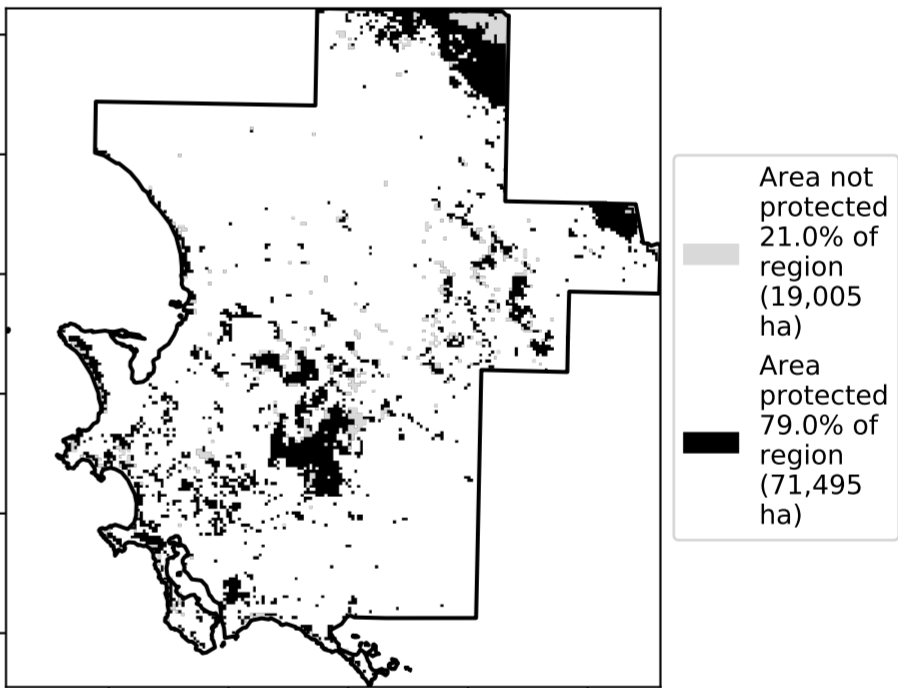 Area not
protected
21.0% of
region
(19,005
ha)
Area
protected
79.0% of
region
(71,495
ha)